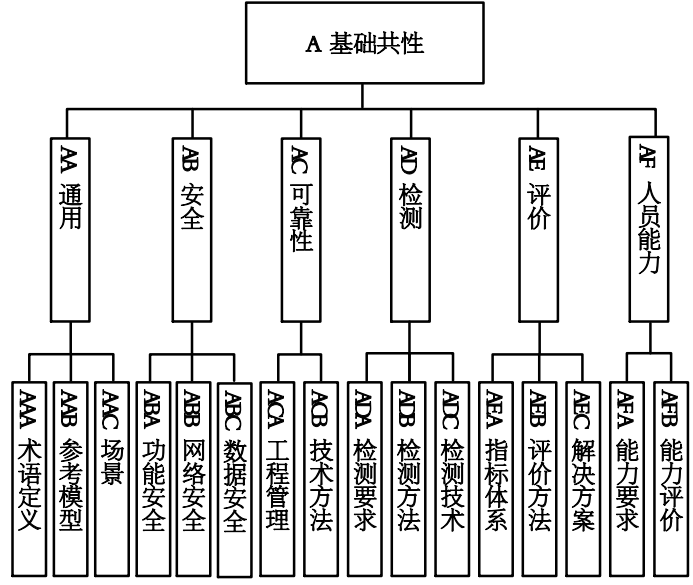 A 基础共性
AA 通用
AB 安全
AC 可靠性
AD 检测
AE 评价
AF 人员能力
AAA 术语定义
AAB 参考模型
AAC 场景
ABA 功能安全
ABB 网络安全
ABC 数据安全
ACA 工程管理
ACB 技术方法
ADA 检测要求
ADB 检测方法
ADC 检测技术
AEA 指标体系
AEB 评价方法
AEC 解决方案
AFA 能力要求
AFB 能力评价